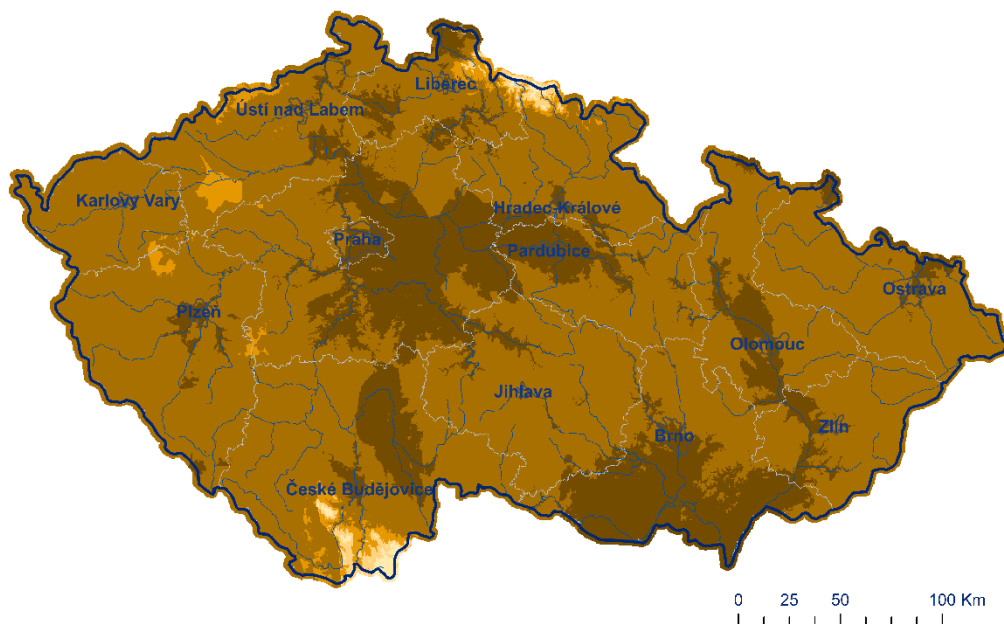 Liberec
Ústí nad Labem
Karlovy Vary
Hradec Králové
Praha
Pardubice
Ostrava
Plzeň
Olomouc
Jihlava
Zlín
Brno
České Budějovice
0 25 50 100 Km